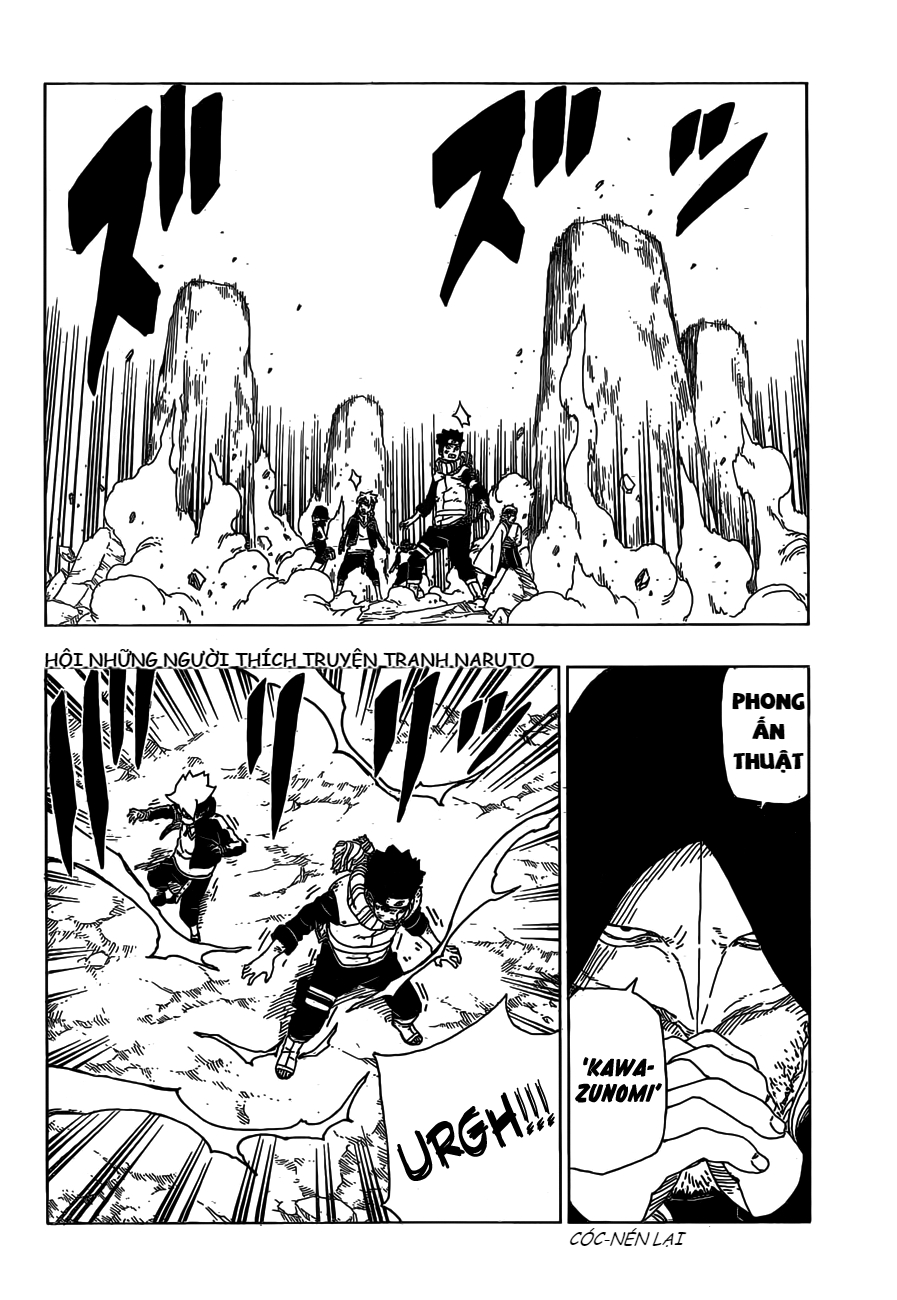 ズズッ
HỘI NHỮNG NGƯỜI THÍCH TRUYỆN TRANH NARUTO
PHONG
ẤN
THUẬT
'KAWA-
ZUNOMI'
URGH!!!
CÓC-NÉN LẠI